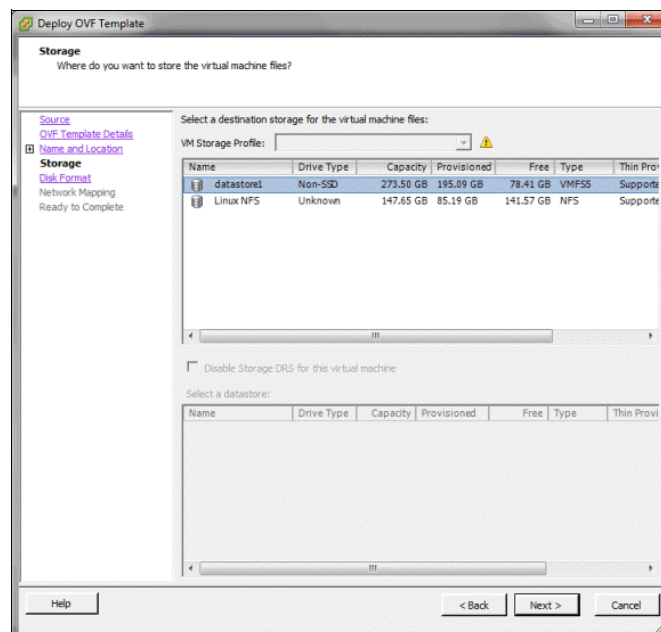 Deploy OVF Template
Storage
Where do you want to store the virtual machine files?
Source
OVF Template Details
Name and Location
Storage
Disk Format
Network Mapping
Ready to Complete
Select a destination storage for the virtual machine files:
VM Storage Profile:
Name Drive Type Capacity Provisioned Free Type Thin Prov
datastore1 Non-SSD 273.50 GB 195.09 GB 78.41 GB VMFS5 Supporte
Linux NFS Unknown 147.65 GB 85.19 GB 141.57 GB NFS Supporte
Disable Storage DRS for this virtual machine
Select a datastore:
Name Drive Type Capacity Provisioned Free Type Thin Provi
Help < Back Next > Cancel